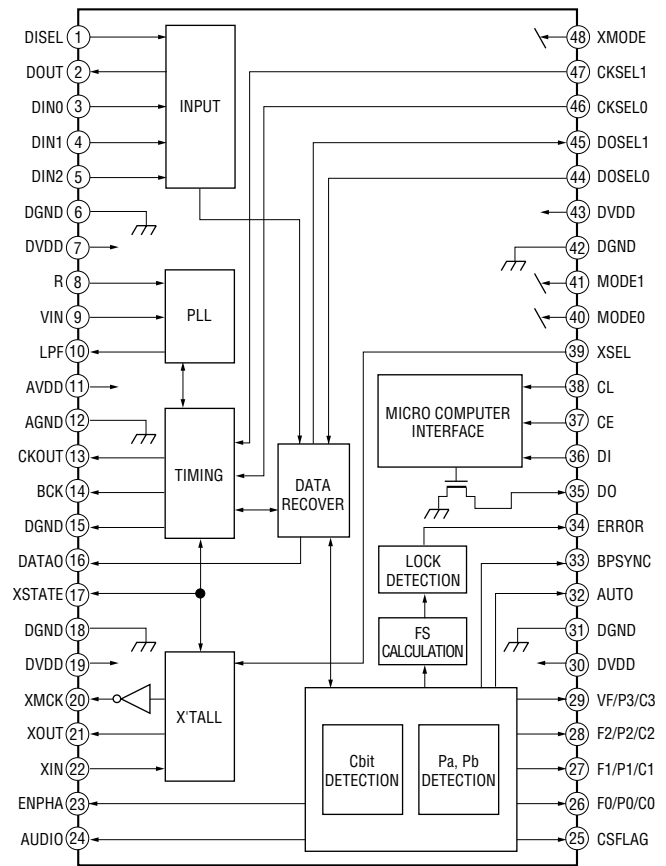 DISEL 1
DOUT 2
DIN0 3
DIN1 4
DIN2 5
DGND 6
DVDD 7
R 8
VIN 9
LPF 10
AVDD 11
AGND 12
CKOUT 13
BCK 14
DGND 15
DATAO 16
XSTATE 17
DGND 18
DVDD 19
XMCK 20
XOUT 21
XIN 22
ENPHA 23
AUDIO 24
INPUT
PLL
TIMING
DATA
RECOVER
X'TALL
MICRO COMPUTER
INTERFACE
LOCK
DETECTION
FS
CALCULATION
Cbit
DETECTION
Pa, Pb
DETECTION
48 XMODE
47 CKSEL1
46 CKSEL0
45 DOSEL1
44 DOSEL0
43 DVDD
42 DGND
41 MODE1
40 MODE0
39 XSEL
38 CL
37 CE
36 DI
35 DO
34 ERROR
33 BPSYNC
32 AUTO
31 DGND
30 DVDD
29 VF/P3/C3
28 F2/P2/C2
27 F1/P1/C1
26 F0/P0/C0
25 CSFLAG